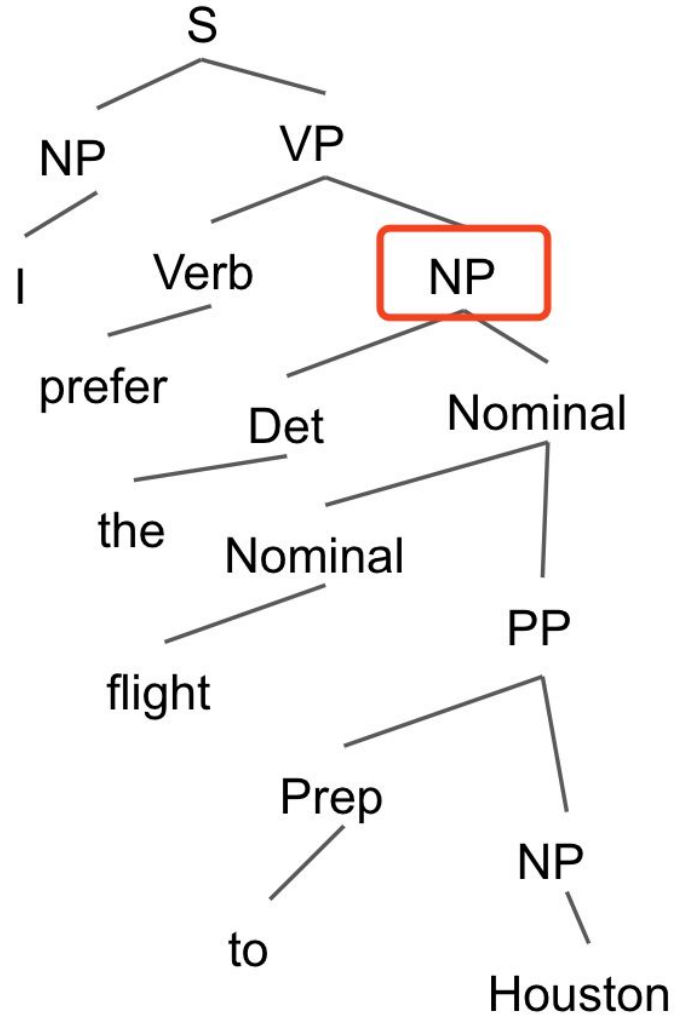 S
NP VP
I Verb NP
prefer Det Nominal
the Nominal
PP
flight
Prep
NP
to
Houston